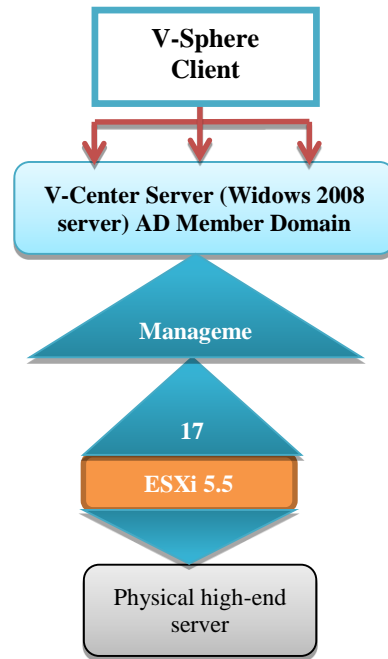 V-Sphere
Client
V-Center Server (Widows 2008
server) AD Member Domain
Manageme
17
ESXi 5.5
Physical high-end
server